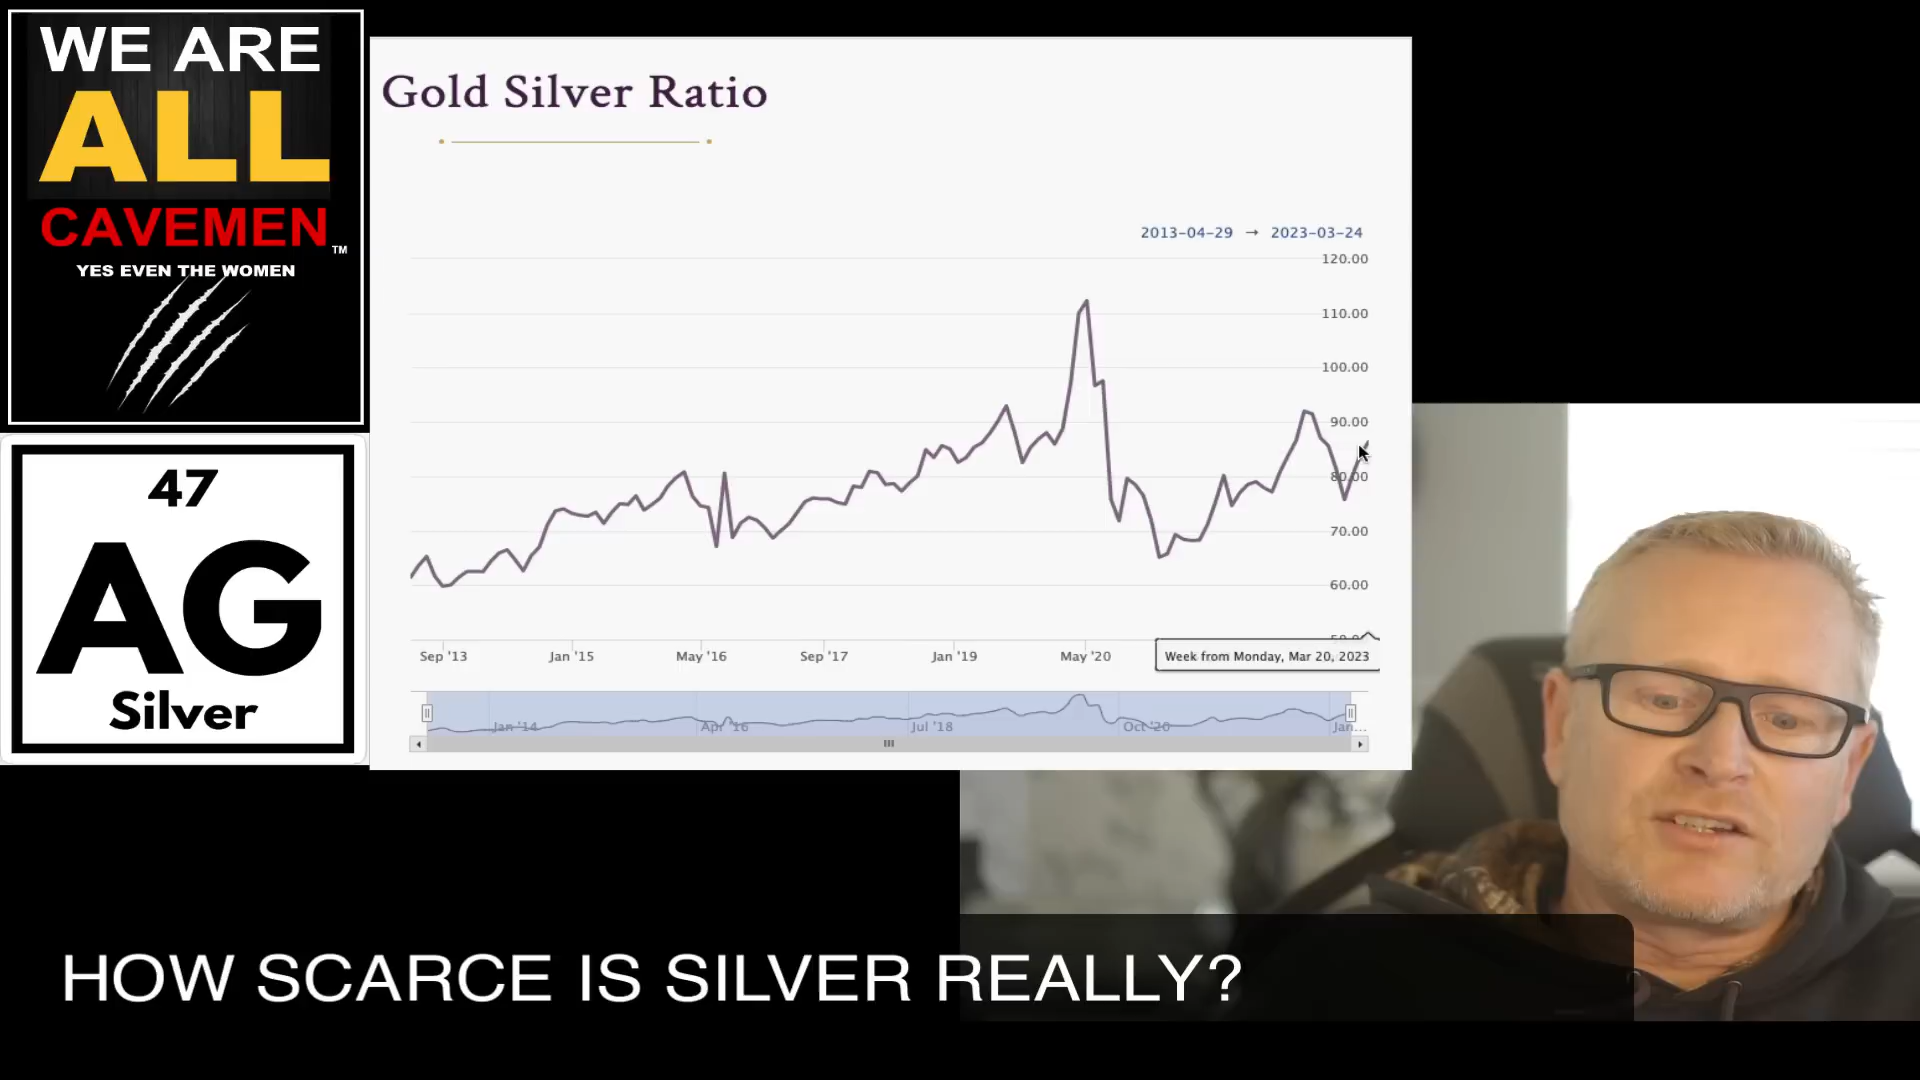 WE ARE
ALL
CAVEMEN
TM
YES EVEN THE WOMEN
47
AG
Silver
Gold Silver Ratio
2013-04-29 → 2023-03-24
120.00
110.00
100.00
90.00
80.00
70.00
60.00
Sep '13 Jan '15 May '16 Sep '17 Jan '19 May '20
Week from Monday, Mar 20, 2023
Jan '14 Apr '16 Jul '18 Oct '20 Jan...
HOW SCARCE IS SILVER REALLY?